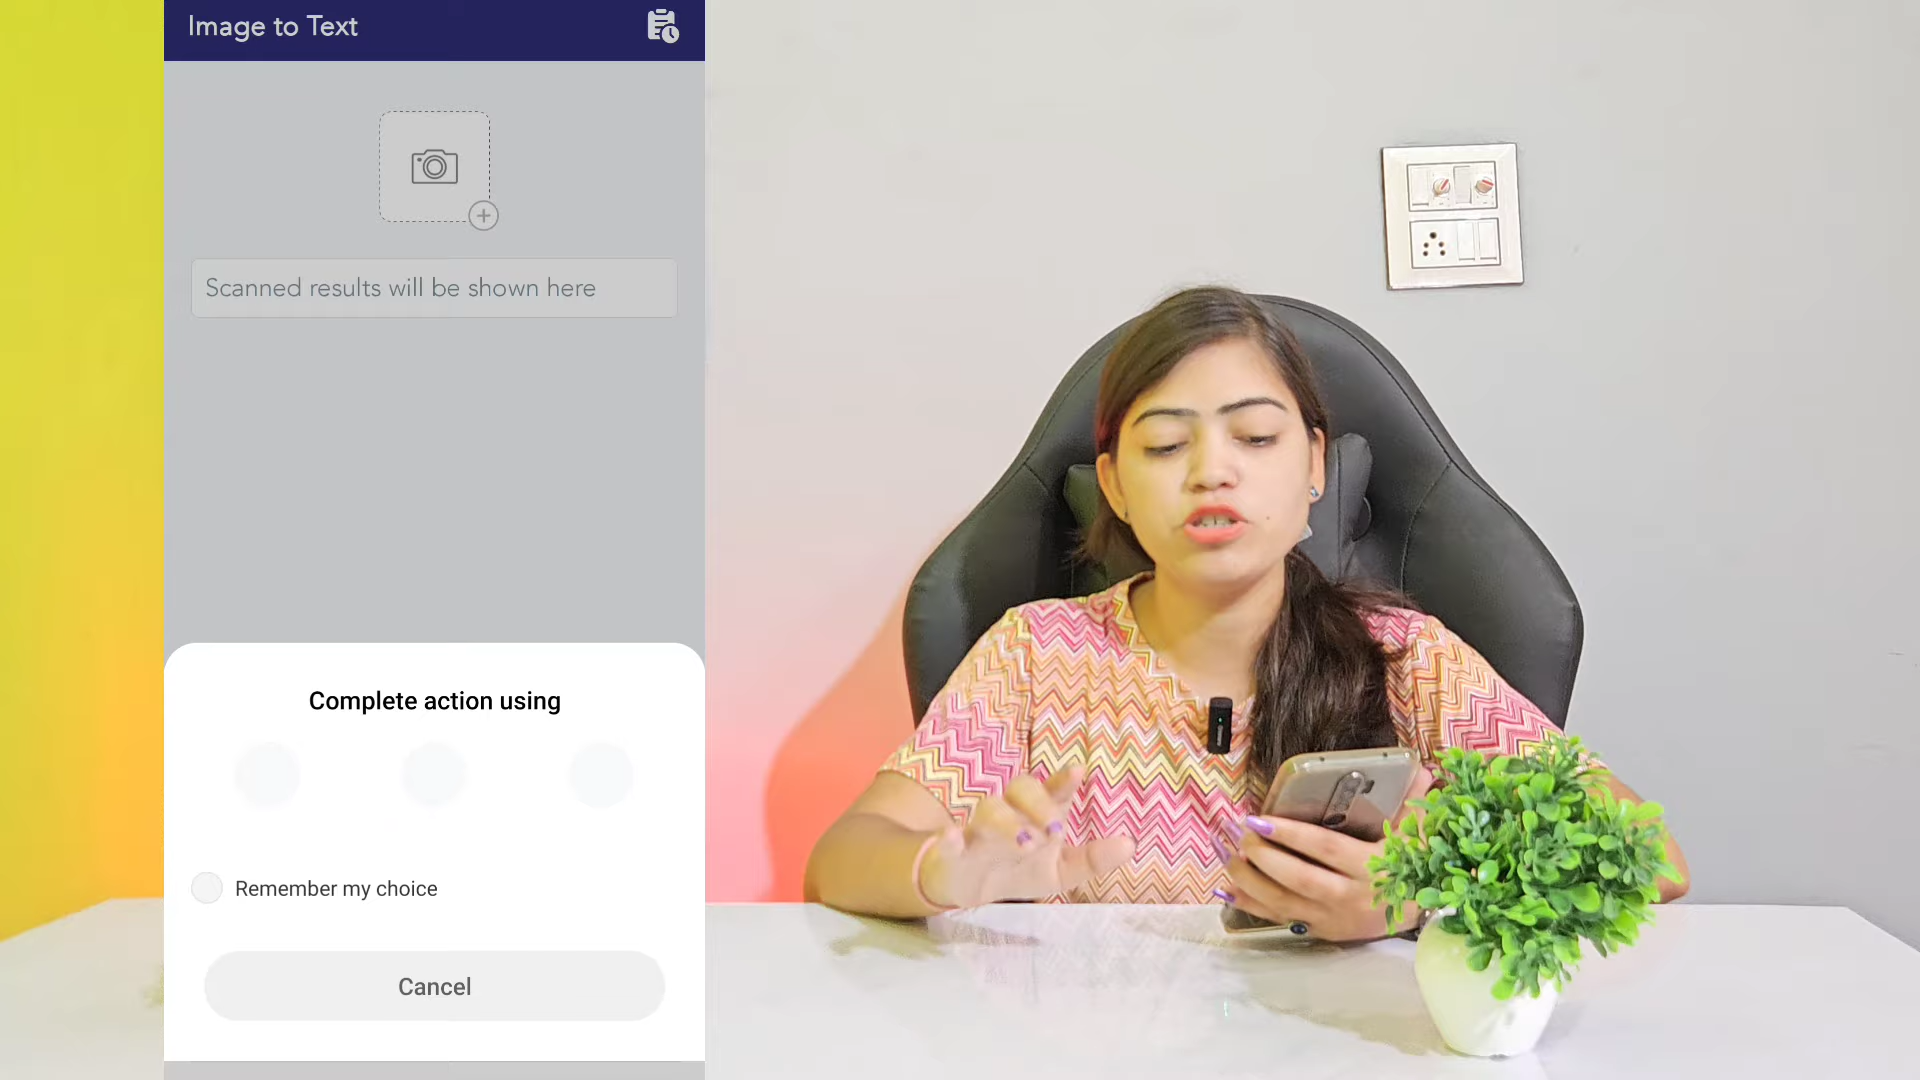 Image to Text
Scanned results will be shown here
Complete action using
Remember my choice
Cancel